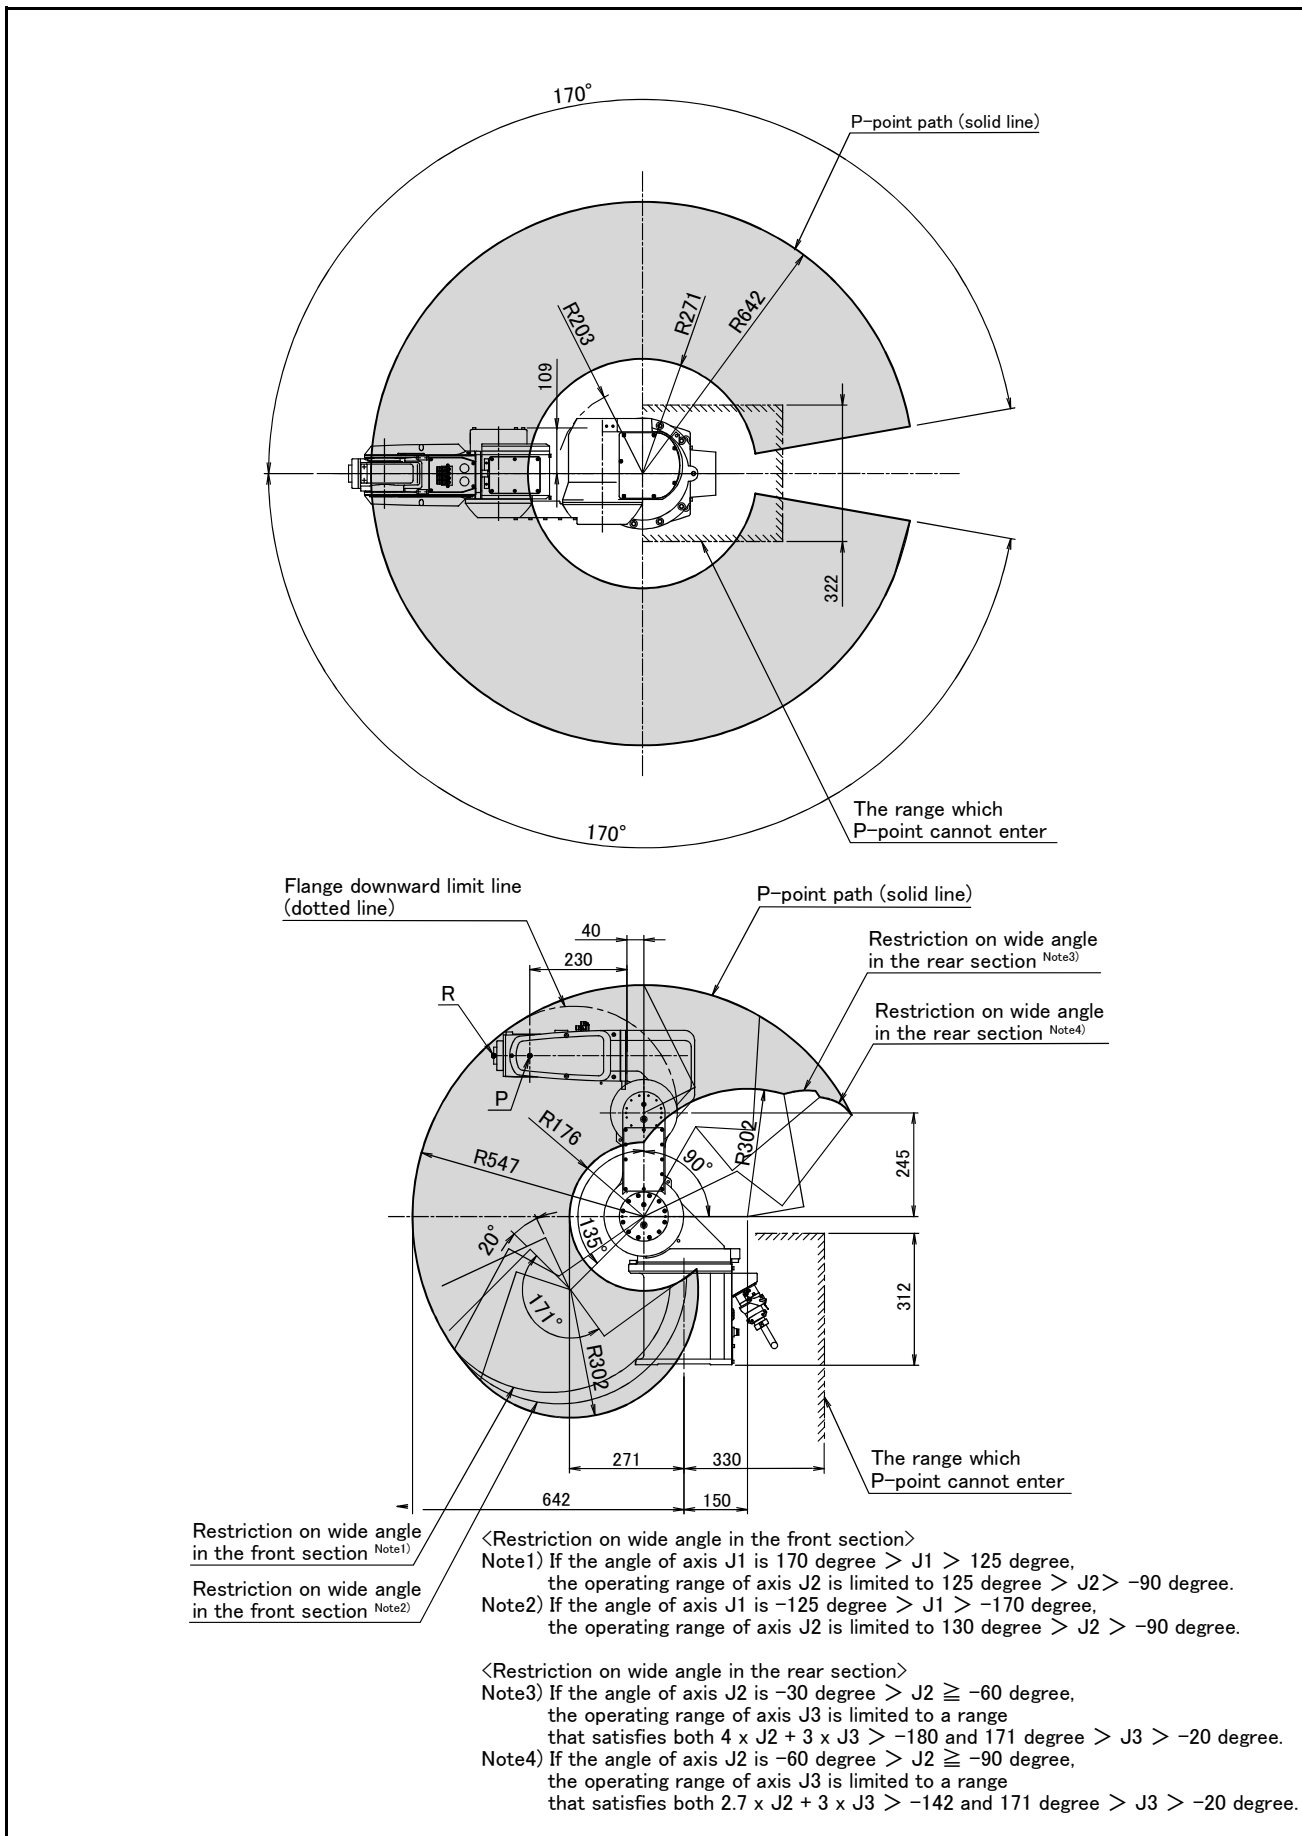 170°
P-point path (solid line)
R203
R271
R642
109
322
The range which
P-point cannot enter
170°
Flange downward limit line
(dotted line)
P-point path (solid line)
40
Restriction on wide angle
in the rear section Note3)
230
R
Restriction on wide angle
in the rear section Note4)
P
R176
R302
R547
90°
245
135°
20°
171°
312
R302
271
330
The range which
P-point cannot enter
642
150
Restriction on wide angle
in the front section Note1)
Restriction on wide angle
in the front section Note2)
<Restriction on wide angle in the front section>
Note1) If the angle of axis J1 is 170 degree > J1 > 125 degree,
the operating range of axis J2 is limited to 125 degree > J2> -90 degree.
Note2) If the angle of axis J1 is -125 degree > J1 > -170 degree,
the operating range of axis J2 is limited to 130 degree > J2 > -90 degree.
<Restriction on wide angle in the rear section>
Note3) If the angle of axis J2 is -30 degree > J2 ≧ -60 degree,
the operating range of axis J3 is limited to a range
that satisfies both 4 x J2 + 3 x J3 > -180 and 171 degree > J3 > -20 degree.
Note4) If the angle of axis J2 is -60 degree > J2 ≧ -90 degree,
the operating range of axis J3 is limited to a range
that satisfies both 2.7 x J2 + 3 x J3 > -142 and 171 degree > J3 > -20 degree.